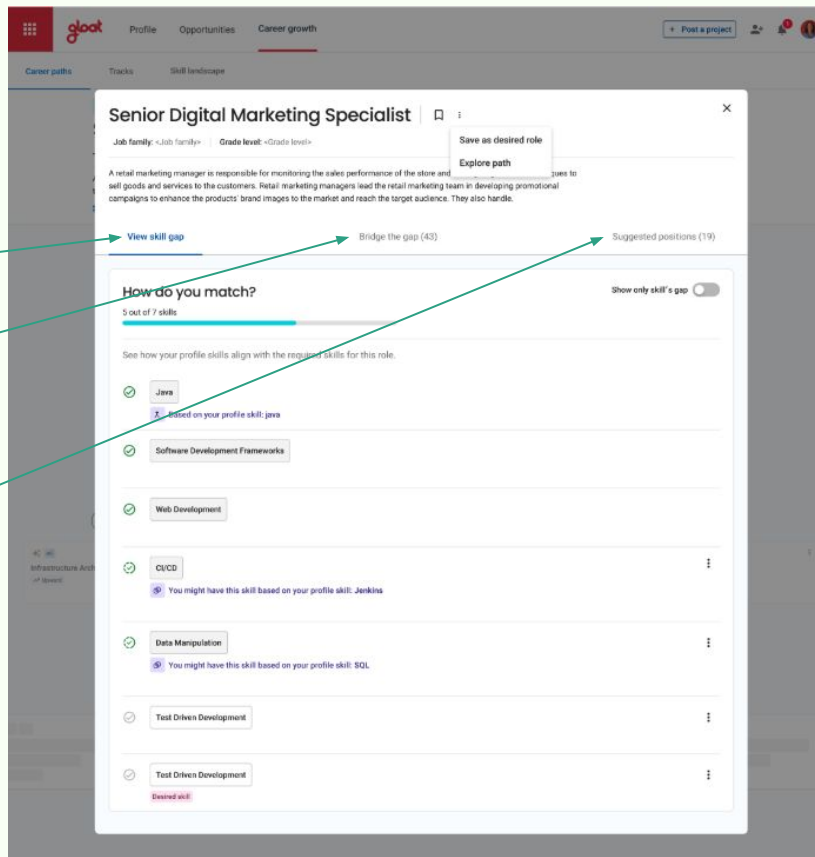 gloat
Profile
Opportunities
Career growth
+ Post a project
Career paths
Tracks
Skill landscape
Senior Digital Marketing Specialist
Save as desired role
Explore path
Job family: <Job family>
Grade level: <Grade level>
A retail marketing manager is responsible for monitoring the sales performance of the store and
sell goods and services to the customers. Retail marketing managers lead the retail marketing team in developing promotional
campaigns to enhance the products' brand images to the market and reach the target audience. They also handle.
View skill gap
Bridge the gap (43)
Suggested positions (19)
How do you match?
Show only skill's gap
5 out of 7 skills
See how your profile skills align with the required skills for this role.
Java
Based on your profile skill: java
Software Development Frameworks
Web Development
Infrastructure Arch
CI/CD
You might have this skill based on your profile skill: Jenkins
Data Manipulation
You might have this skill based on your profile skill: SQL
Test Driven Development
Test Driven Development
Desired skill